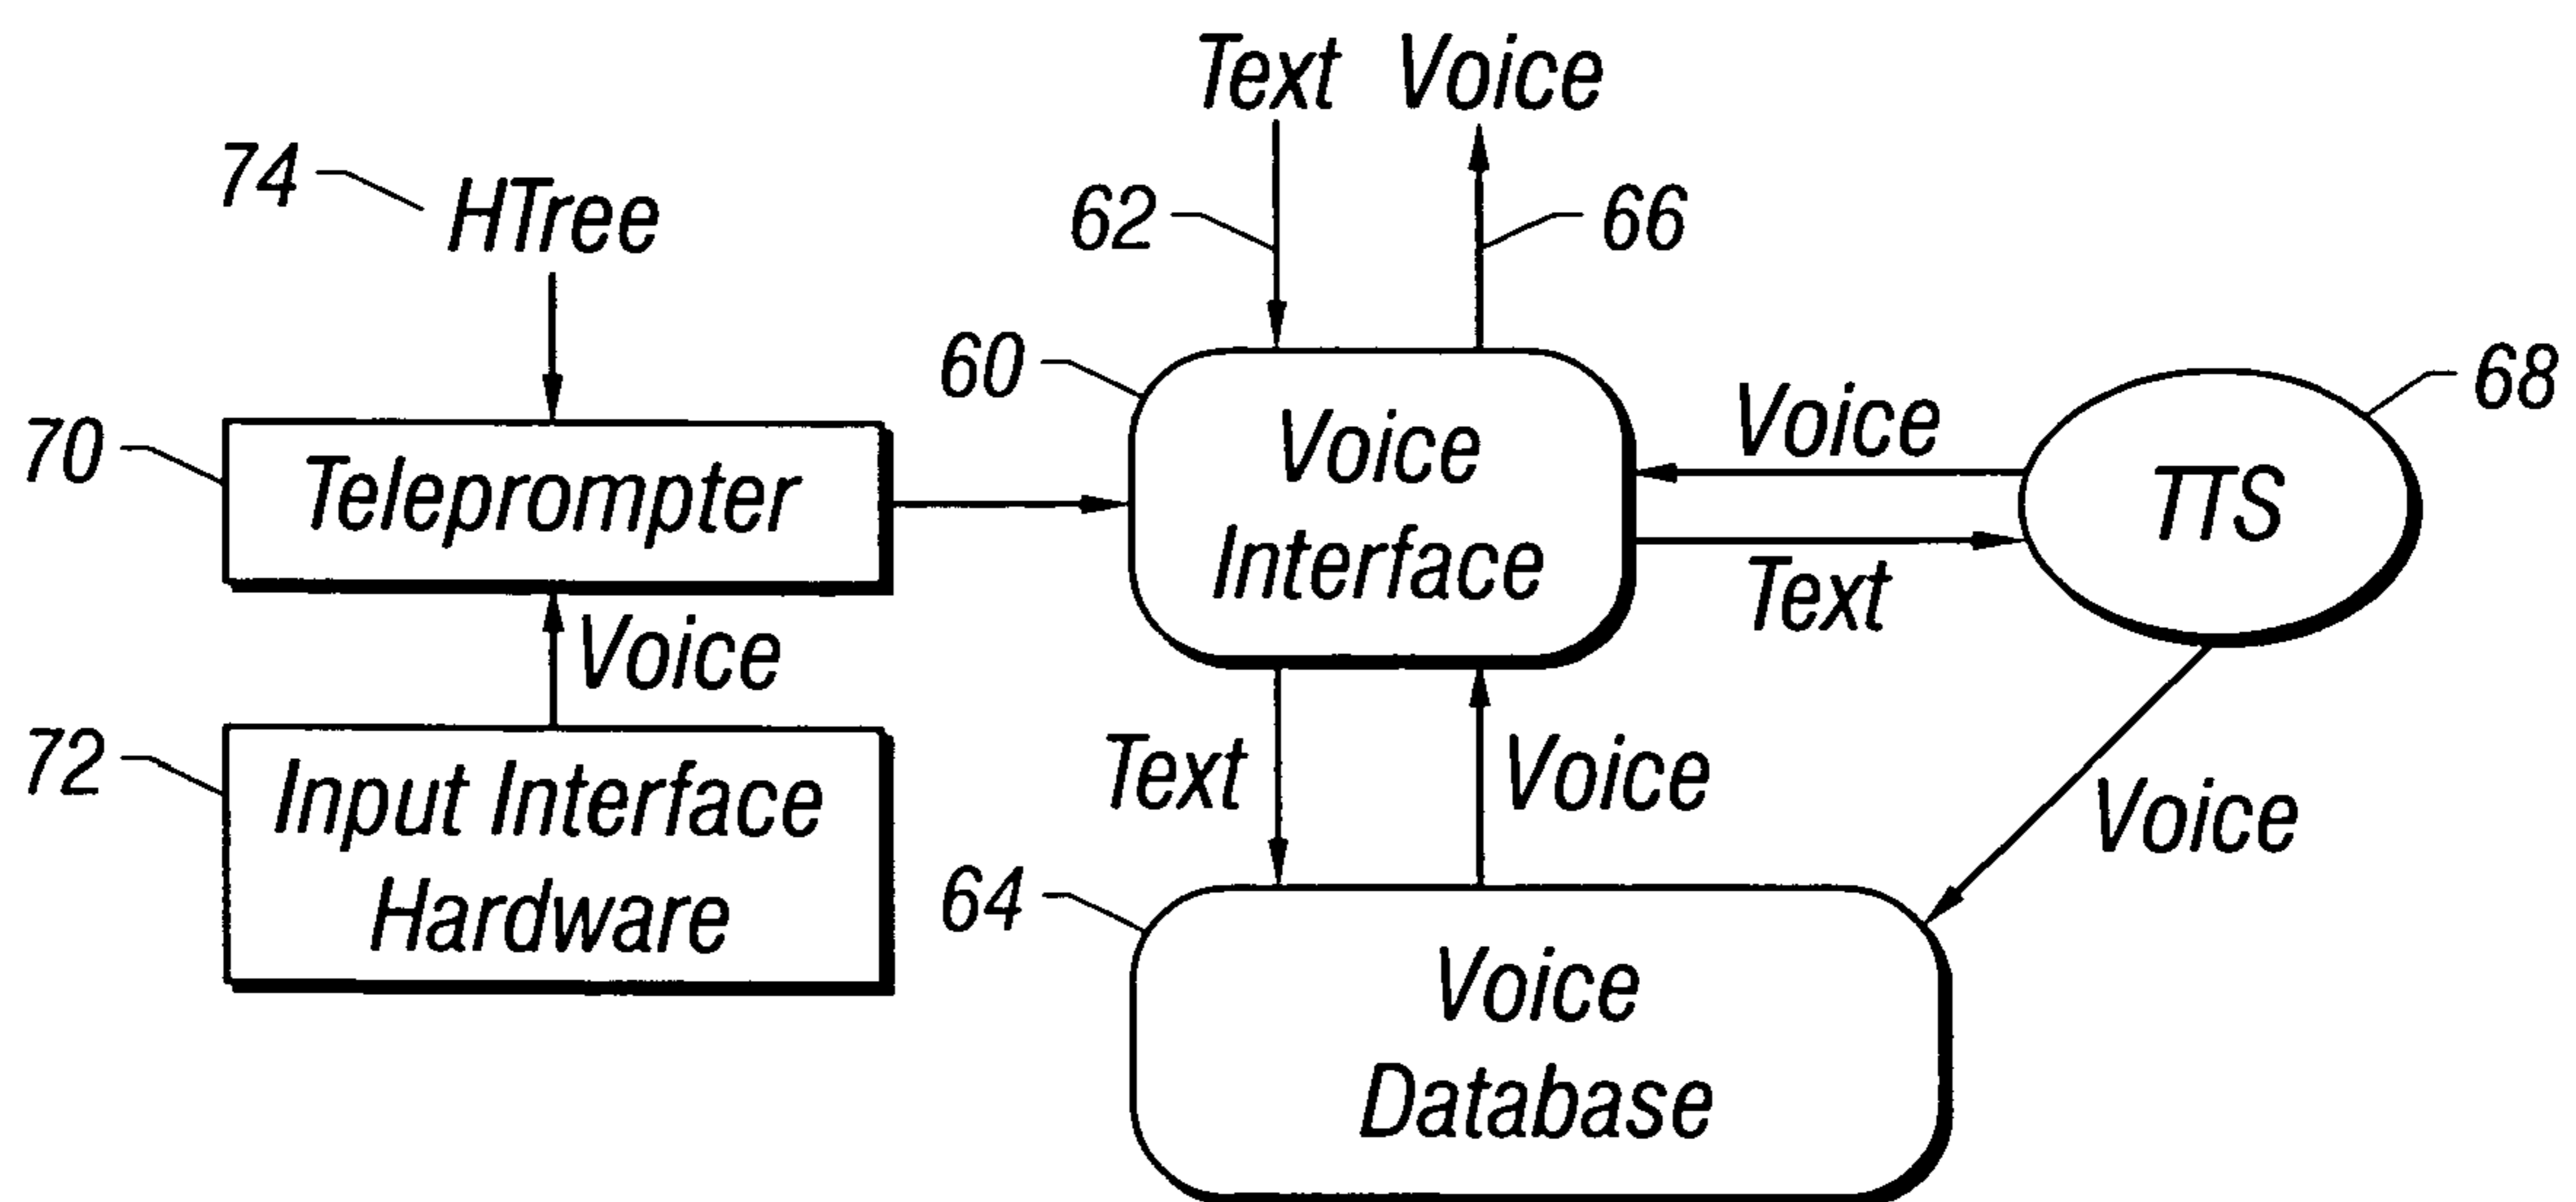 Text Voice
74
HTree
62
66
60
70
Teleprompter
Voice
Interface
Voice
Text
TTS
68
Voice
72
Input Interface
Hardware
Text
Voice
Voice
64
Voice
Database